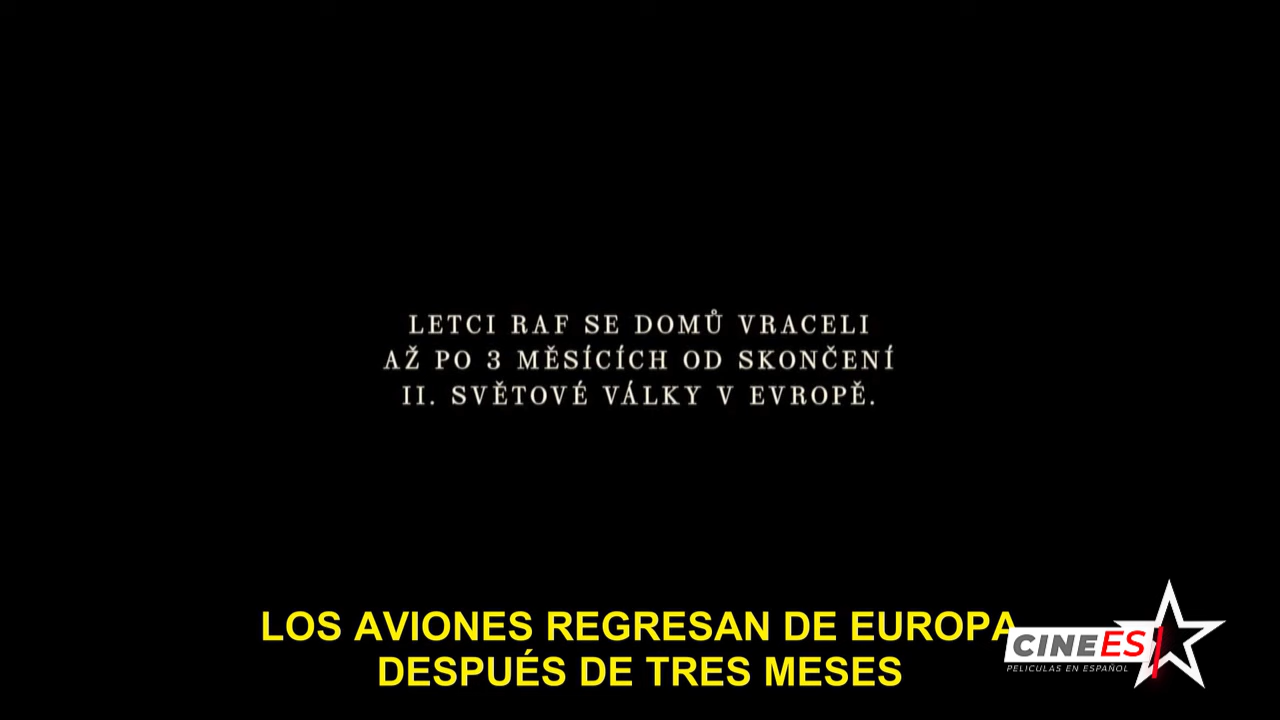 LETCI RAF SE DOMŮ VRACELI
AŽ PO 3 MĚSÍCÍCH OD SKONČENÍ
II. SVĚTOVÉ VÁLKY V EVROPĚ.
LOS AVIONES REGRESAN DE EUROPA
DESPUÉS DE TRES MESES
CINEES
PELICULAS EN ESPAÑOL